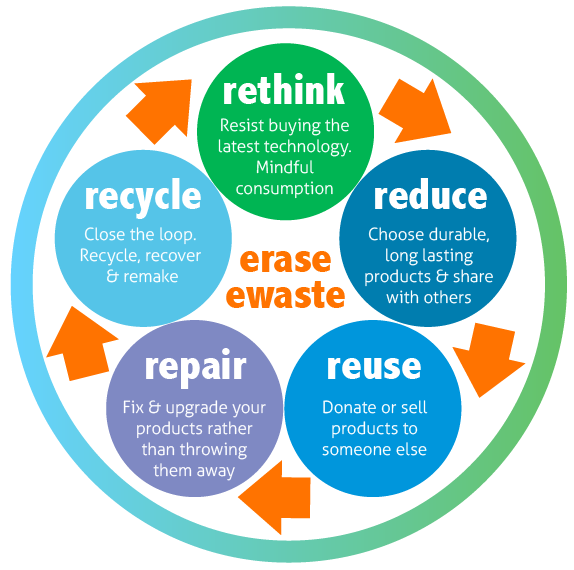 rethink
Resist buying the
latest technology.
Mindful
consumption
reduce
Choose durable,
long lasting
products & share
with others
reuse
Donate or sell
products to
someone else
repair
Fix & upgrade your
products rather
than throwing
them away
recycle
Close the loop.
Recycle, recover
& remake
erase
ewaste